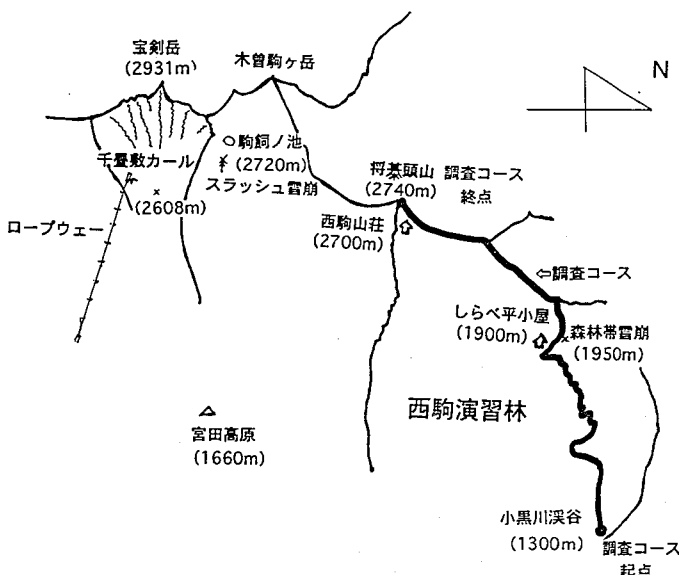 宝剣岳
(2931m)
木曽駒ヶ岳
N
駒飼ノ池
(2720m)
スラッシュ雪崩
千畳敷カール
(2608m)
ロープウェー
将棊頭山
(2740m)
調査コース
終点
西駒山荘
(2700m)
⇦調査コース
しらべ平小屋
(1900m)
森林帯雪崩
(1950m)
西駒演習林
宮田高原
(1660m)
小黒川渓谷
(1300m)
調査コース
起点